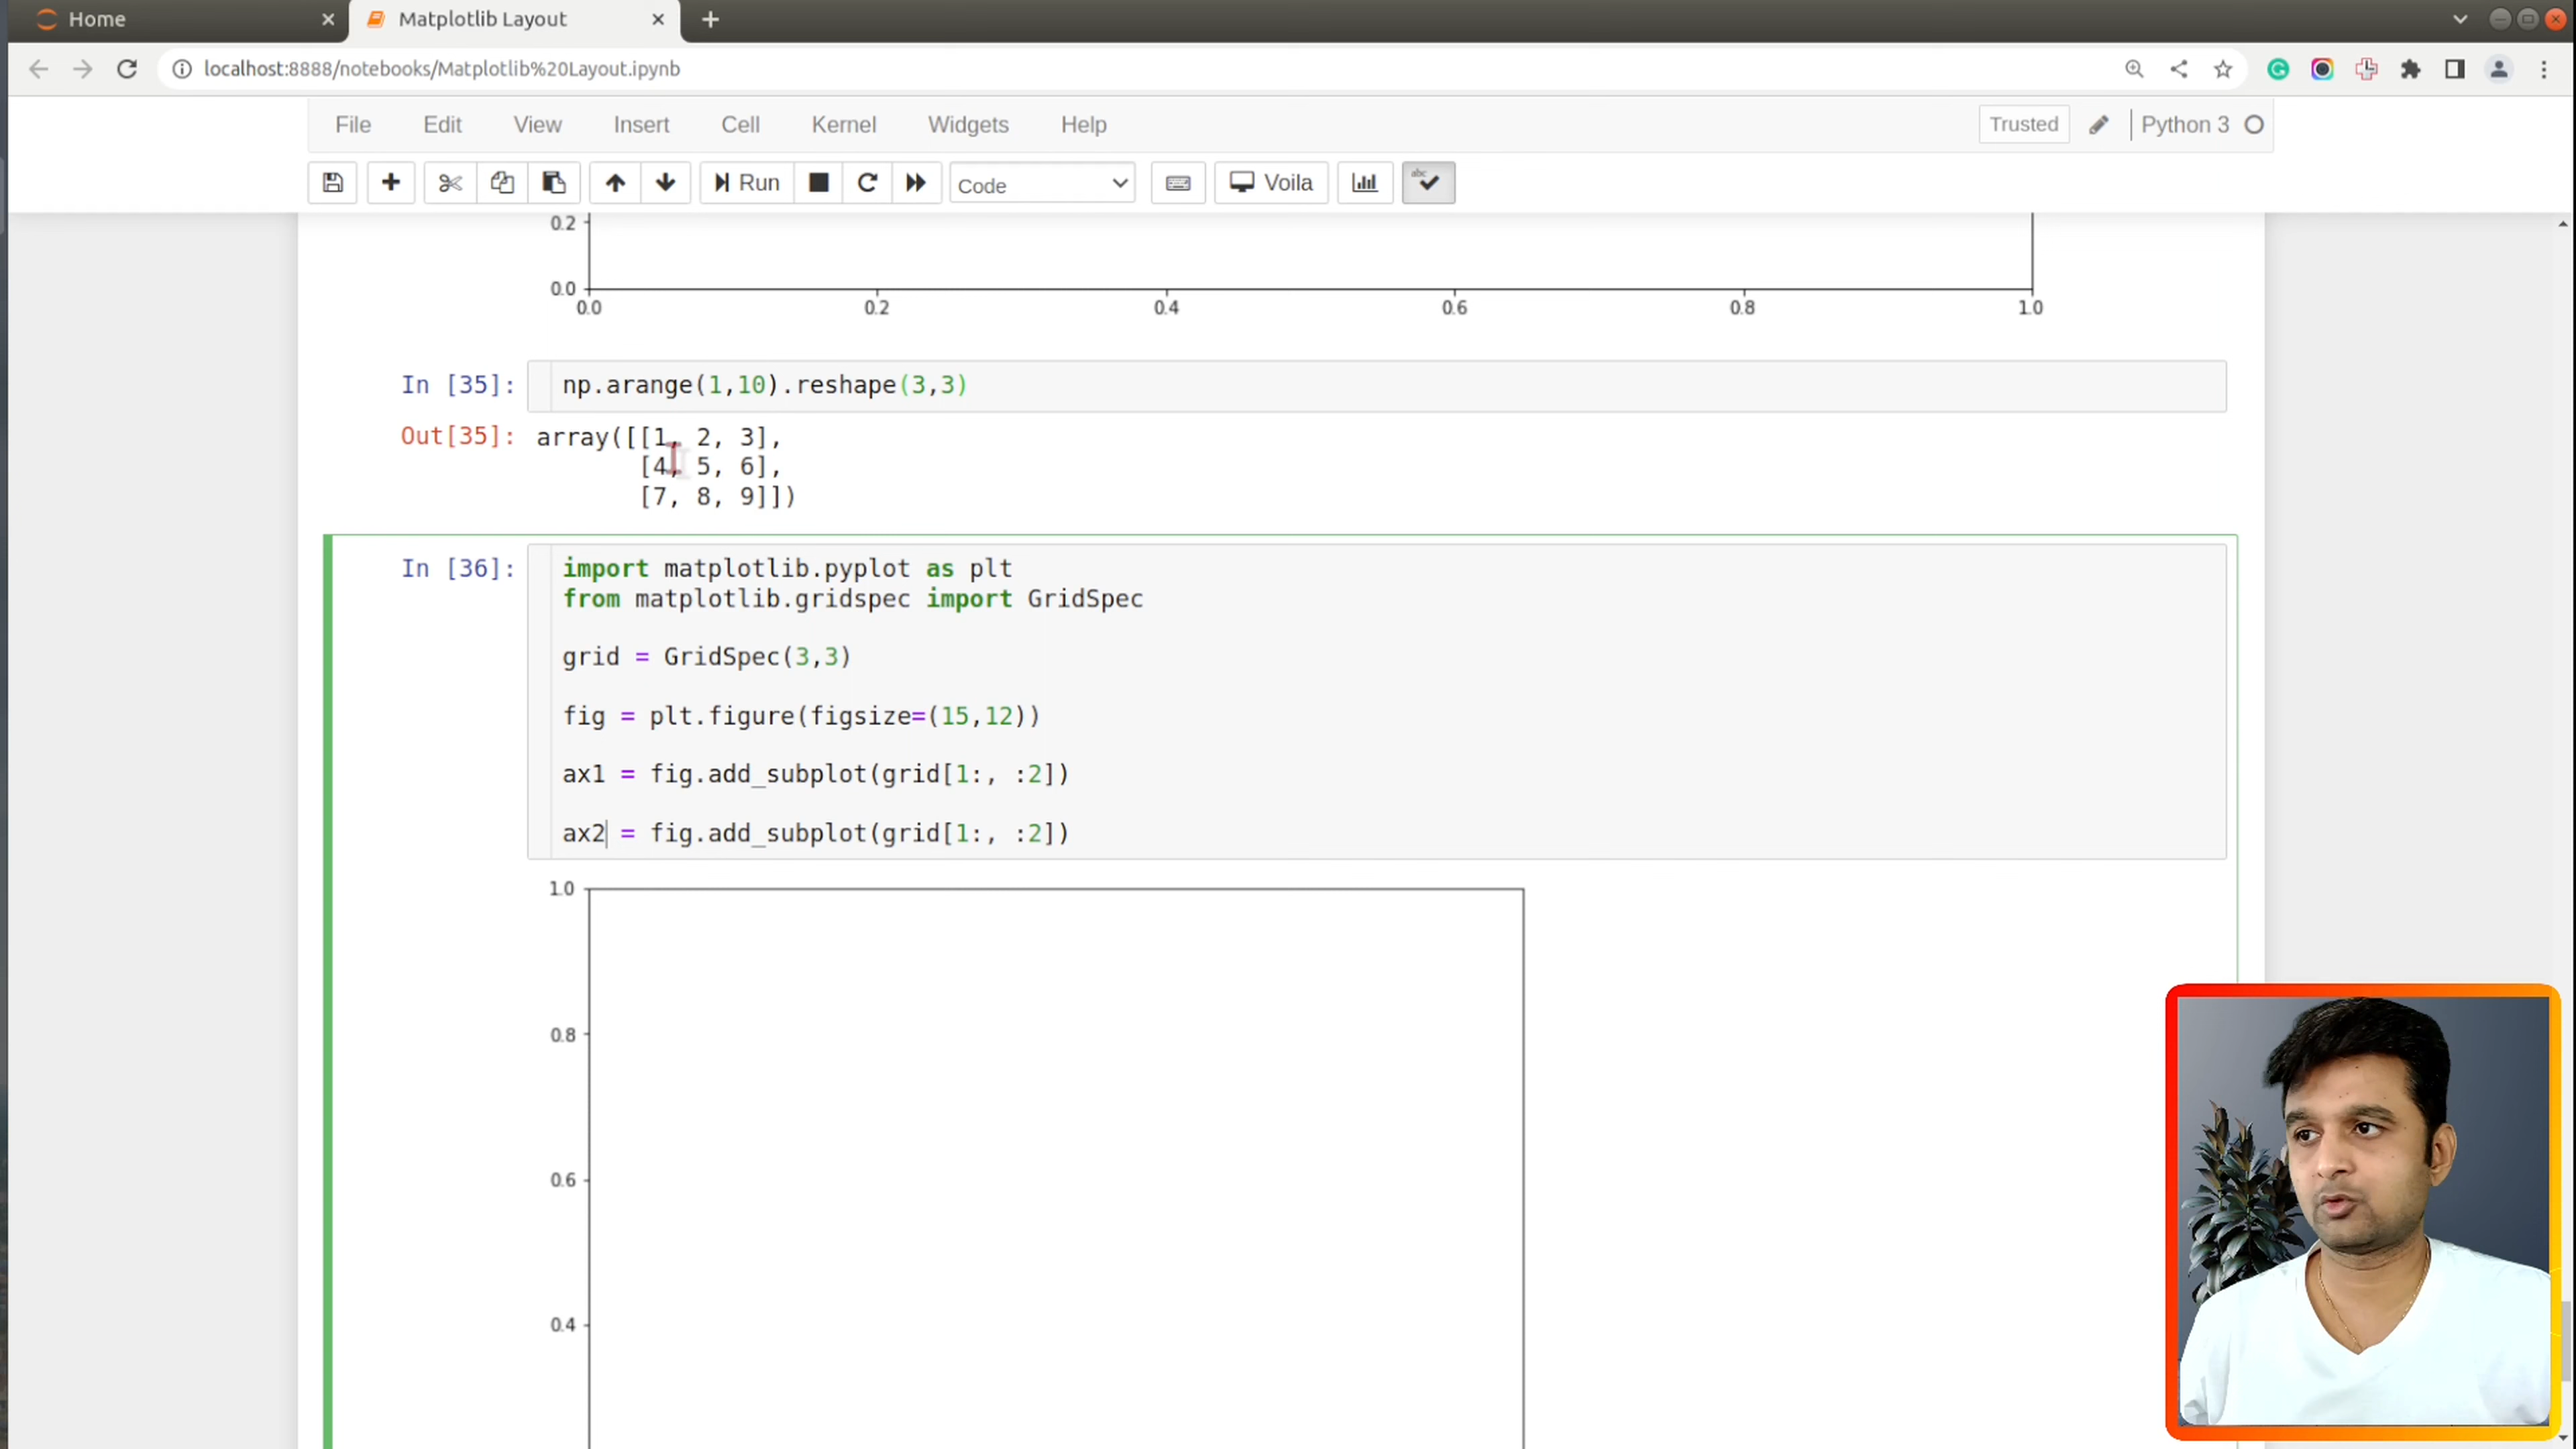 Home
Matplotlib Layout
localhost:8888/notebooks/Matplotlib%20Layout.ipynb
File Edit View Insert Cell Kernel Widgets Help Trusted Python 3
Run Code Voila abc
0.2
0.0
0.0 0.2 0.4 0.6 0.8 1.0
In [35]: np.arange(1,10).reshape(3,3)
Out[35]: array([[1, 2, 3],
[4, 5, 6],
[7, 8, 9]])
In [36]: import matplotlib.pyplot as plt
from matplotlib.gridspec import GridSpec
grid = GridSpec(3,3)
fig = plt.figure(figsize=(15,12))
ax1 = fig.add_subplot(grid[1:, :2])
ax2 = fig.add_subplot(grid[1:, :2])
1.0
0.8
0.6
0.4